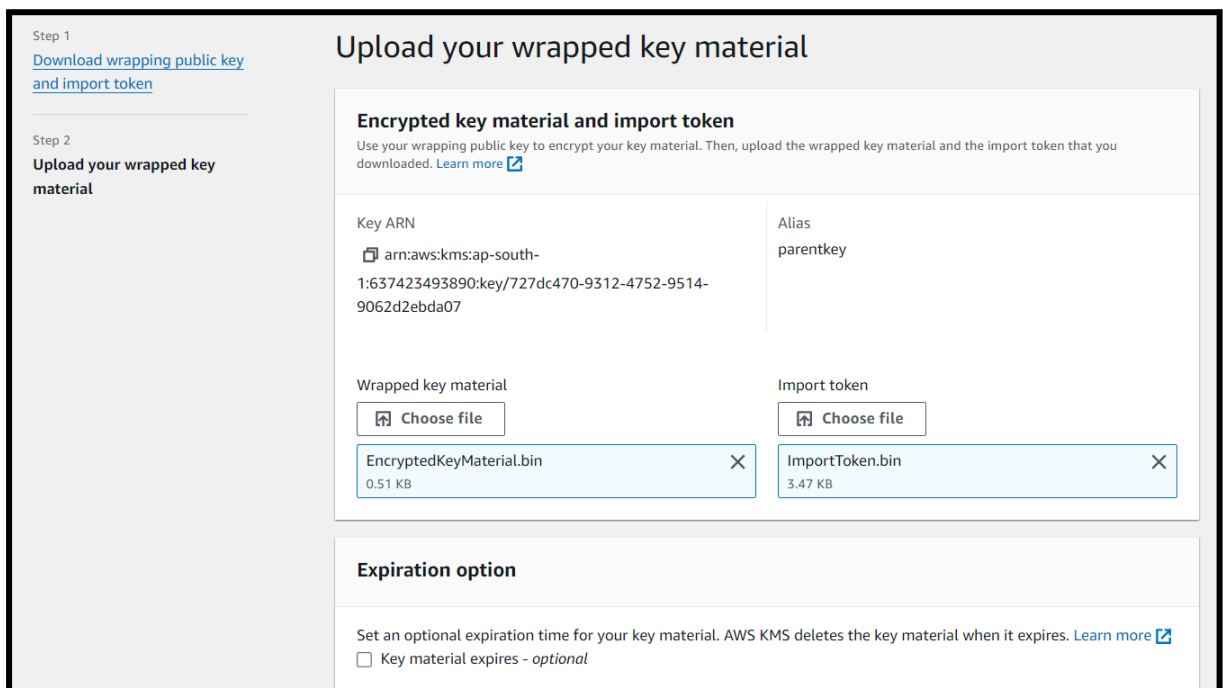 Step 1
Download wrapping public key
and import token
Step 2
Upload your wrapped key
material
Upload your wrapped key material
Encrypted key material and import token
Use your wrapping public key to encrypt your key material. Then, upload the wrapped key material and the import token that you
downloaded. Learn more
Key ARN
arn:aws:kms:ap-south-
1:637423493890:key/727dc470-9312-4752-9514-
9062d2ebda07
Alias
parentkey
Wrapped key material
Choose file
EncryptedKeyMaterial.bin
0.51 KB
Import token
Choose file
ImportToken.bin
3.47 KB
Expiration option
Set an optional expiration time for your key material. AWS KMS deletes the key material when it expires. Learn more
Key material expires - optional